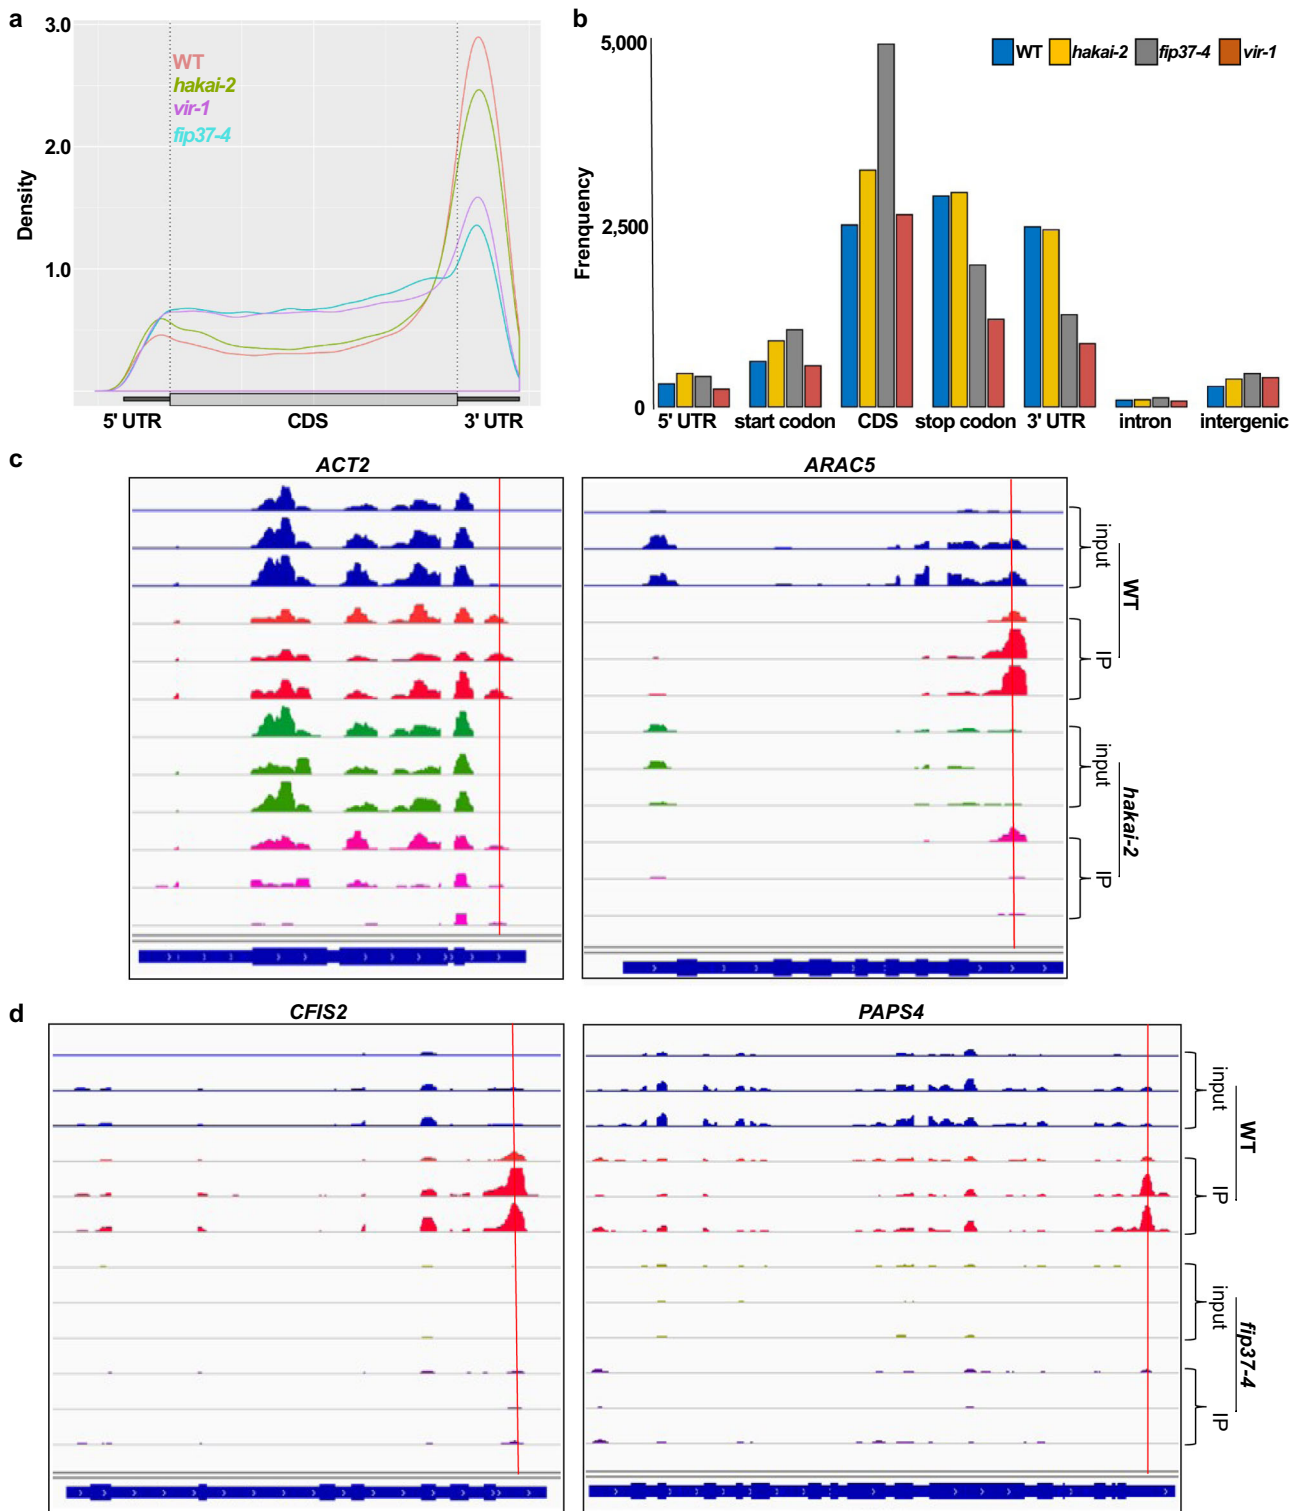 a
3.0
2.0
1.0
Density
WT
hakai-2
vir-1
fip37-4
5' UTR CDS 3' UTR
b
5,000
2,500
0
Frenquency
WT hakai-2 fip37-4 vir-1
5' UTR start codon CDS stop codon 3' UTR intron intergenic
c
ACT2 ARAC5
input
IP
WT
input
IP
hakai-2
d
CFIS2 PAPS4
input
IP
WT
input
IP
fip37-4